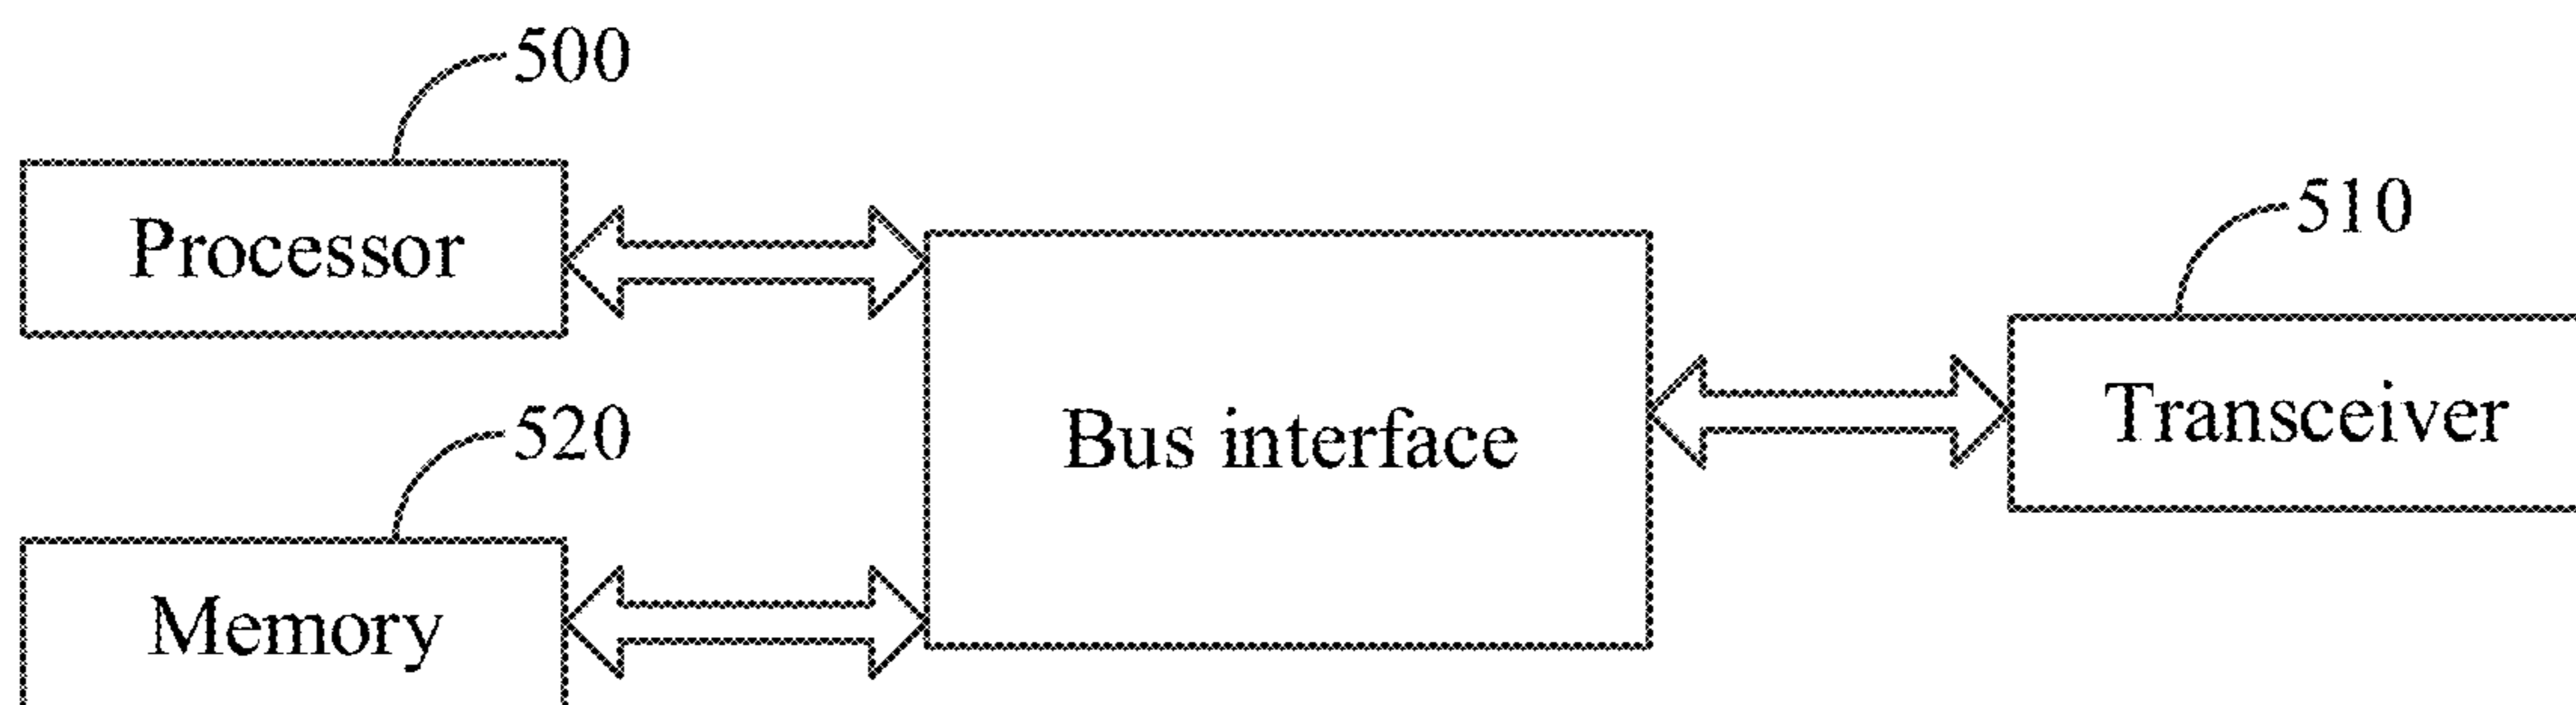 500
Processor
510
Transceiver
Bus interface
520
Memory